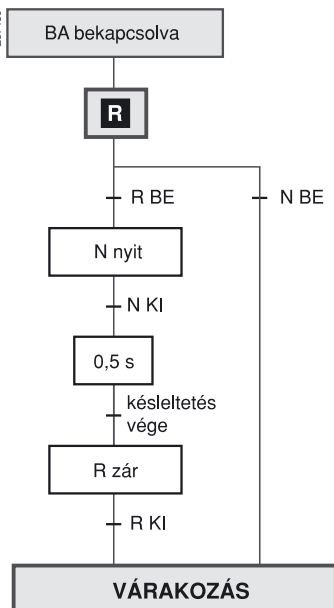 BA bekapcsolva
R
R BE
N BE
N nyit
N KI
0,5 s
késleltetés
vége
R zár
R KI
VÁRAKOZÁS